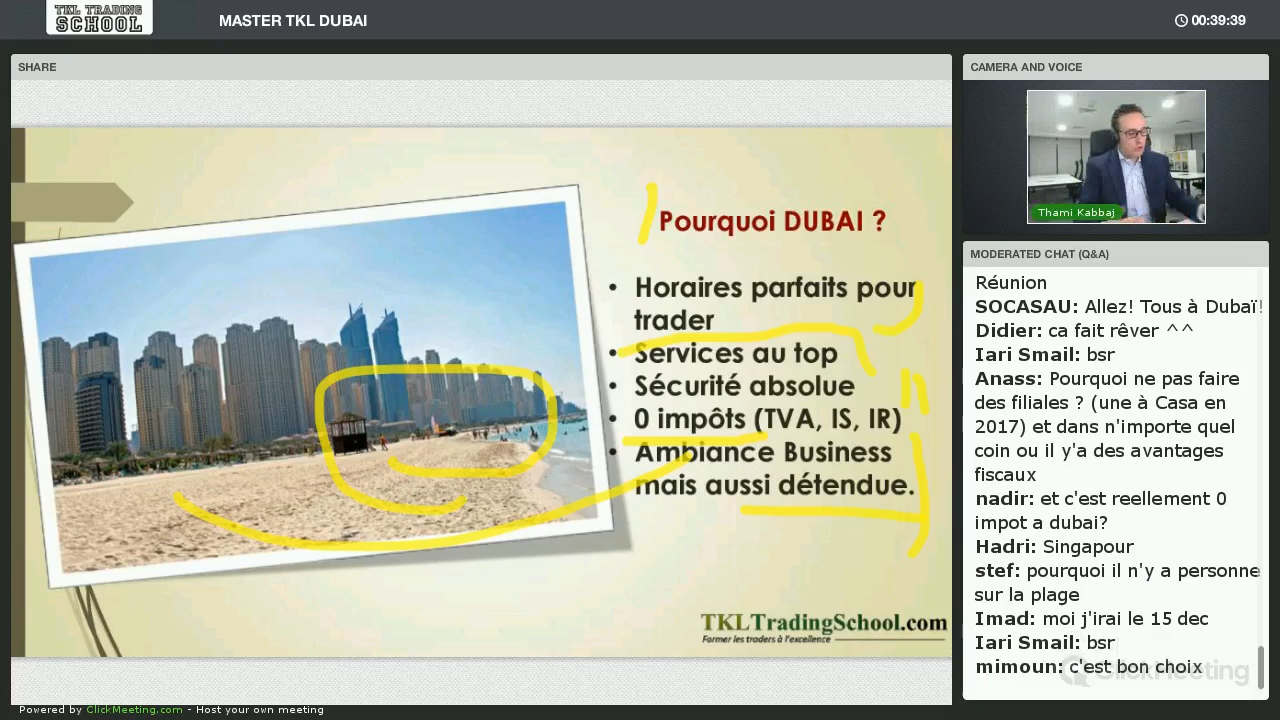 TKL TRADING
SCHOOL
MASTER TKL DUBAI
00:39:39
SHARE
Pourquoi DUBAI ?
• Horaires parfaits pour
trader
• Services au top
• Sécurité absolue
• 0 impôts (TVA, IS, IR)
• Ambiance Business
mais aussi détendue.
TKLTradingSchool.com
Former les traders à l'excellence
CAMERA AND VOICE
Thami Kabbaj
MODERATED CHAT (Q&A)
Réunion
SOCASAU: Allez! Tous à Dubaï!
Didier: ca fait rêver ^^
Iari Smail: bsr
Anass: Pourquoi ne pas faire
des filiales ? (une à Casa en
2017) et dans n'importe quel
coin ou il y'a des avantages
fiscaux
nadir: et c'est reellement 0
impot a dubai?
Hadri: Singapour
stef: pourquoi il n'y a personne
sur la plage
Imad: moi j'irai le 15 dec
Iari Smail: bsr
mimoun: c'est bon choix
ClickMeeting
Powered by ClickMeeting.com - Host your own meeting